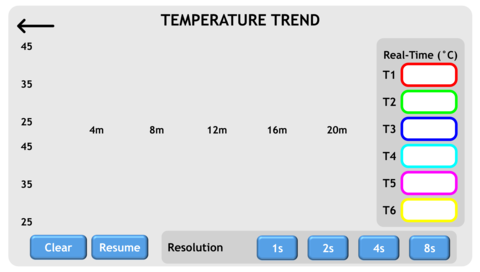 TEMPERATURE TREND
45
35
25
4m 8m 12m 16m 20m
45
35
25
Real-Time (°C)
T1
T2
T3
T4
T5
T6
Clear Resume Resolution 1s 2s 4s 8s